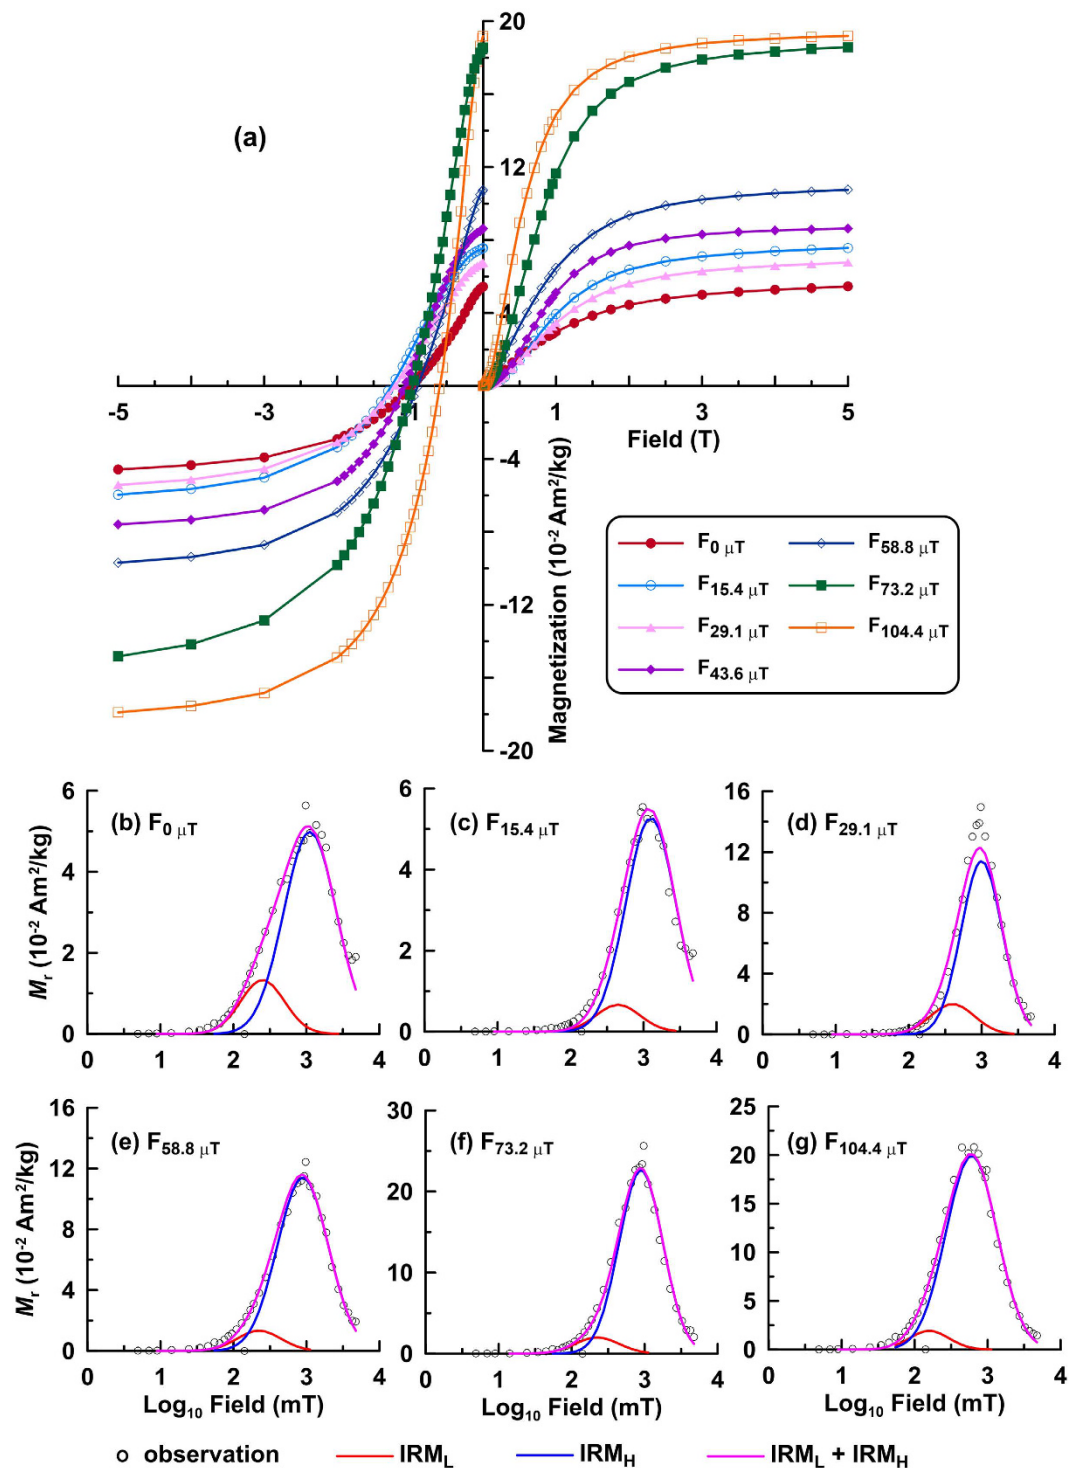 20
(a)
12
4
-5
-3
-1
1
3
5
Field (T)
-4
-12
-20
Magnetization (10⁻² Am²/kg)
F₀ μT
F₅₈.₈ μT
F₁₅.₄ μT
F₇₃.₂ μT
F₂₉.₁ μT
F₁₀₄.₄ μT
F₄₃.₆ μT
(b) F₀ μT
6
4
2
0
0 1 2 3 4
Mᵣ (10⁻² Am²/kg)
(c) F₁₅.₄ μT
6
4
2
0
0 1 2 3 4
(d) F₂₉.₁ μT
16
12
8
4
0
0 1 2 3 4
(e) F₅₈.₈ μT
16
12
8
4
0
0 1 2 3 4
Mᵣ (10⁻² Am²/kg)
Log₁₀ Field (mT)
(f) F₇₃.₂ μT
30
20
10
0
0 1 2 3 4
Log₁₀ Field (mT)
(g) F₁₀₄.₄ μT
25
20
15
10
5
0
0 1 2 3 4
Log₁₀ Field (mT)
observation IRM_L IRM_H IRM_L + IRM_H